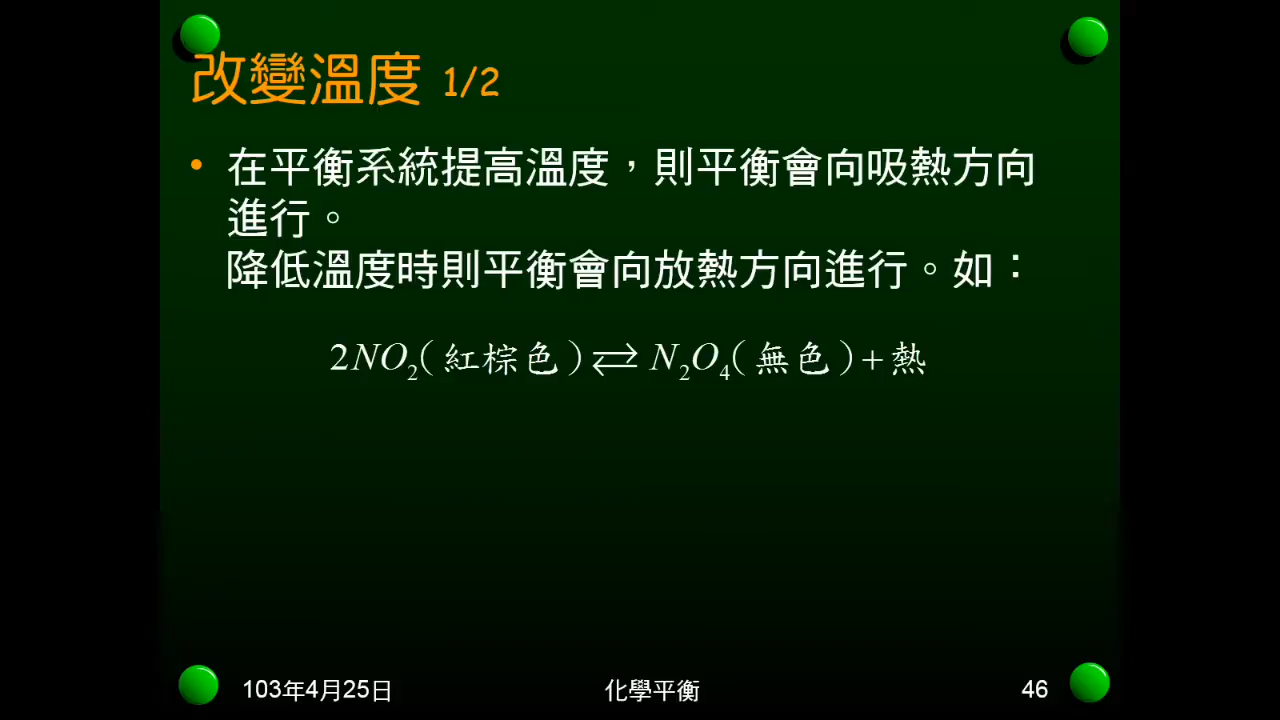 改變溫度 1/2
• 在平衡系統提高溫度，則平衡會向吸熱方向
進行。
降低溫度時則平衡會向放熱方向進行。如：
2NO₂(紅棕色)⇄N₂O₄(無色)+熱
103年4月25日 化學平衡 46